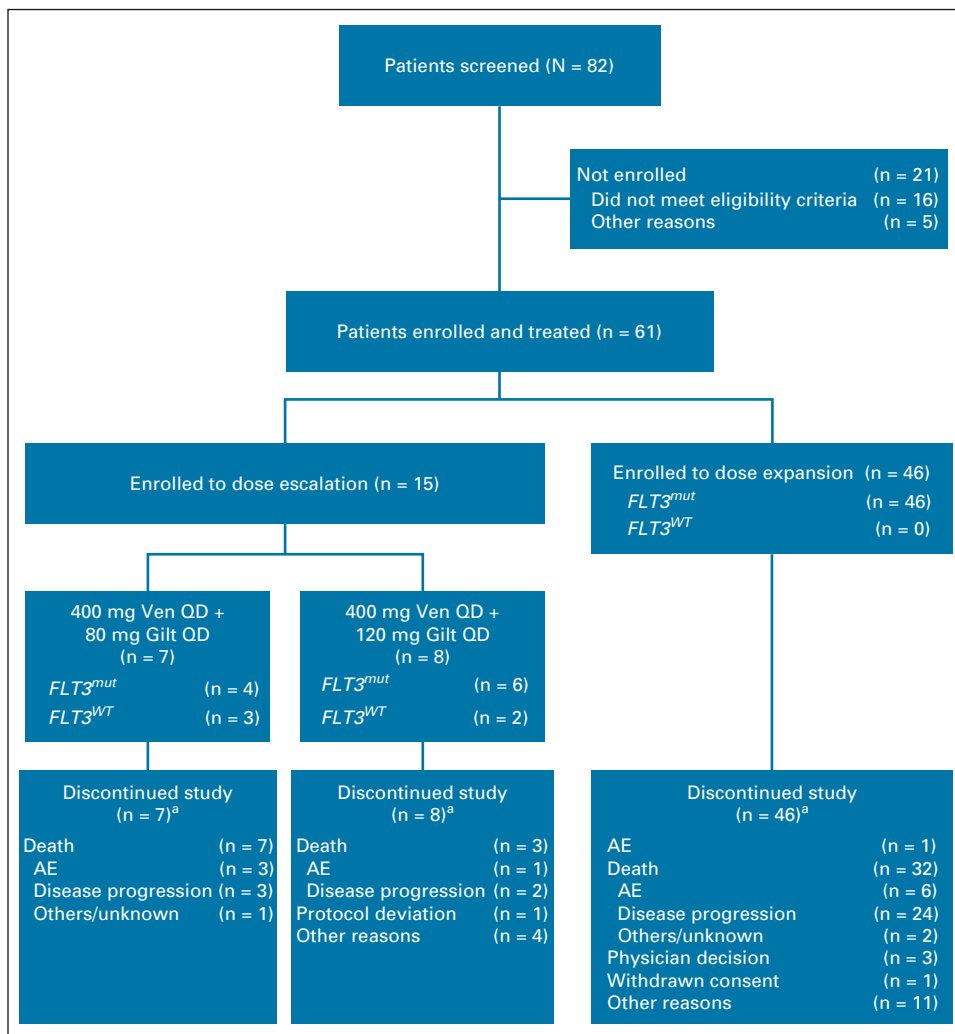 Patients screened (N = 82)
Not enrolled (n = 21)
Did not meet eligibility criteria (n = 16)
Other reasons (n = 5)
Patients enrolled and treated (n = 61)
Enrolled to dose escalation (n = 15)
Enrolled to dose expansion (n = 46)
FLT3mut (n = 46)
FLT3WT (n = 0)
400 mg Ven QD +
80 mg Gilt QD
(n = 7)
FLT3mut (n = 4)
FLT3WT (n = 3)
400 mg Ven QD +
120 mg Gilt QD
(n = 8)
FLT3mut (n = 6)
FLT3WT (n = 2)
Discontinued study
(n = 7)a
Death (n = 7)
AE (n = 3)
Disease progression (n = 3)
Others/unknown (n = 1)
Discontinued study
(n = 8)a
Death (n = 3)
AE (n = 1)
Disease progression (n = 2)
Protocol deviation (n = 1)
Other reasons (n = 4)
Discontinued study
(n = 46)a
AE (n = 1)
Death (n = 32)
AE (n = 6)
Disease progression (n = 24)
Others/unknown (n = 2)
Physician decision (n = 3)
Withdrawn consent (n = 1)
Other reasons (n = 11)